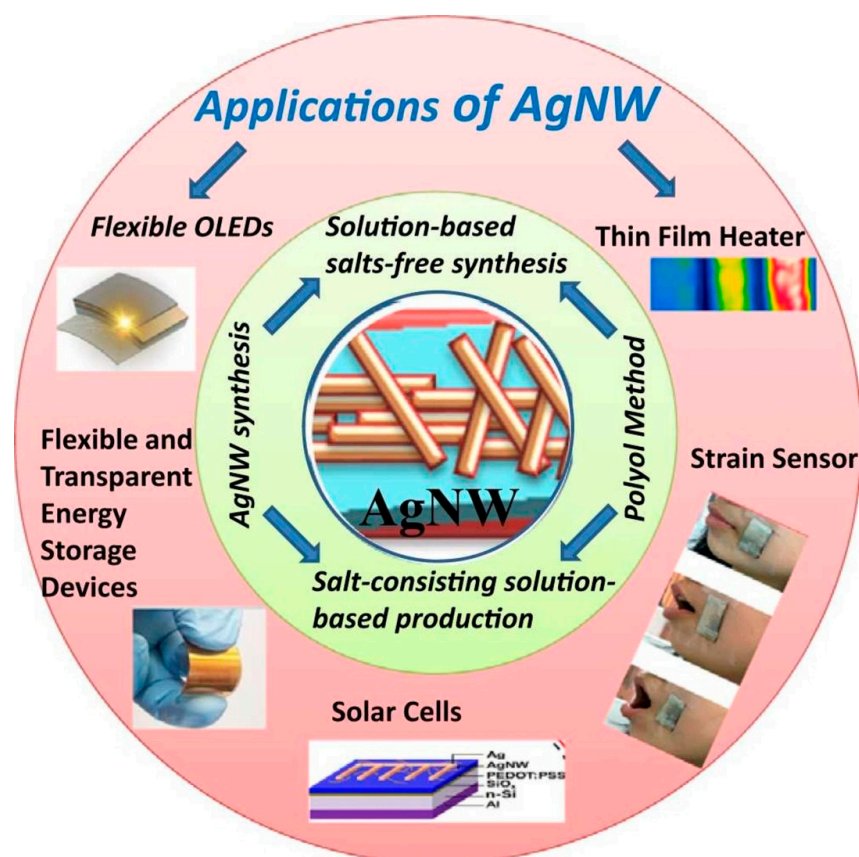 Applications of AgNW
Flexible OLEDs
Solution-based
salts-free synthesis
Thin Film Heater
AgNW synthesis
Polyol Method
Flexible and
Transparent
Energy
Storage
Devices
Strain Sensor
AgNW
Salt-consisting solution-
based production
Solar Cells
Ag
AgNW
PEDOT:PSS
SiOₓ
n-Si
Al